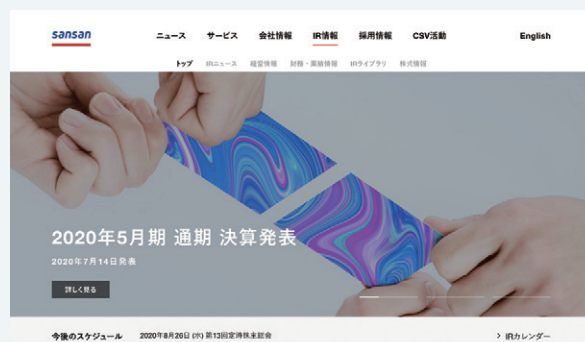 sansan
ニュース サービス 会社情報 IR情報 採用情報 CSV活動 English
トップ IRニュース 経営情報 財務・業績情報 IRライブラリ 株式情報
2020年5月期 通期 決算発表
2020年7月14日発表
詳しく見る
今後のスケジュール 2020年8月26日 (水) 第13回定時株主総会 > IRカレンダー